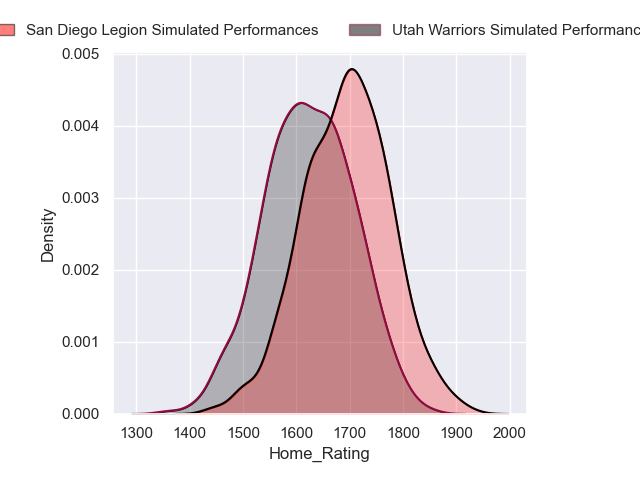 San Diego Legion Simulated Performances
Utah Warriors Simulated Performanc
0.005
0.004
0.003
0.002
0.001
0.000
Density
1300 1400 1500 1600 1700 1800 1900 2000
Home_Rating